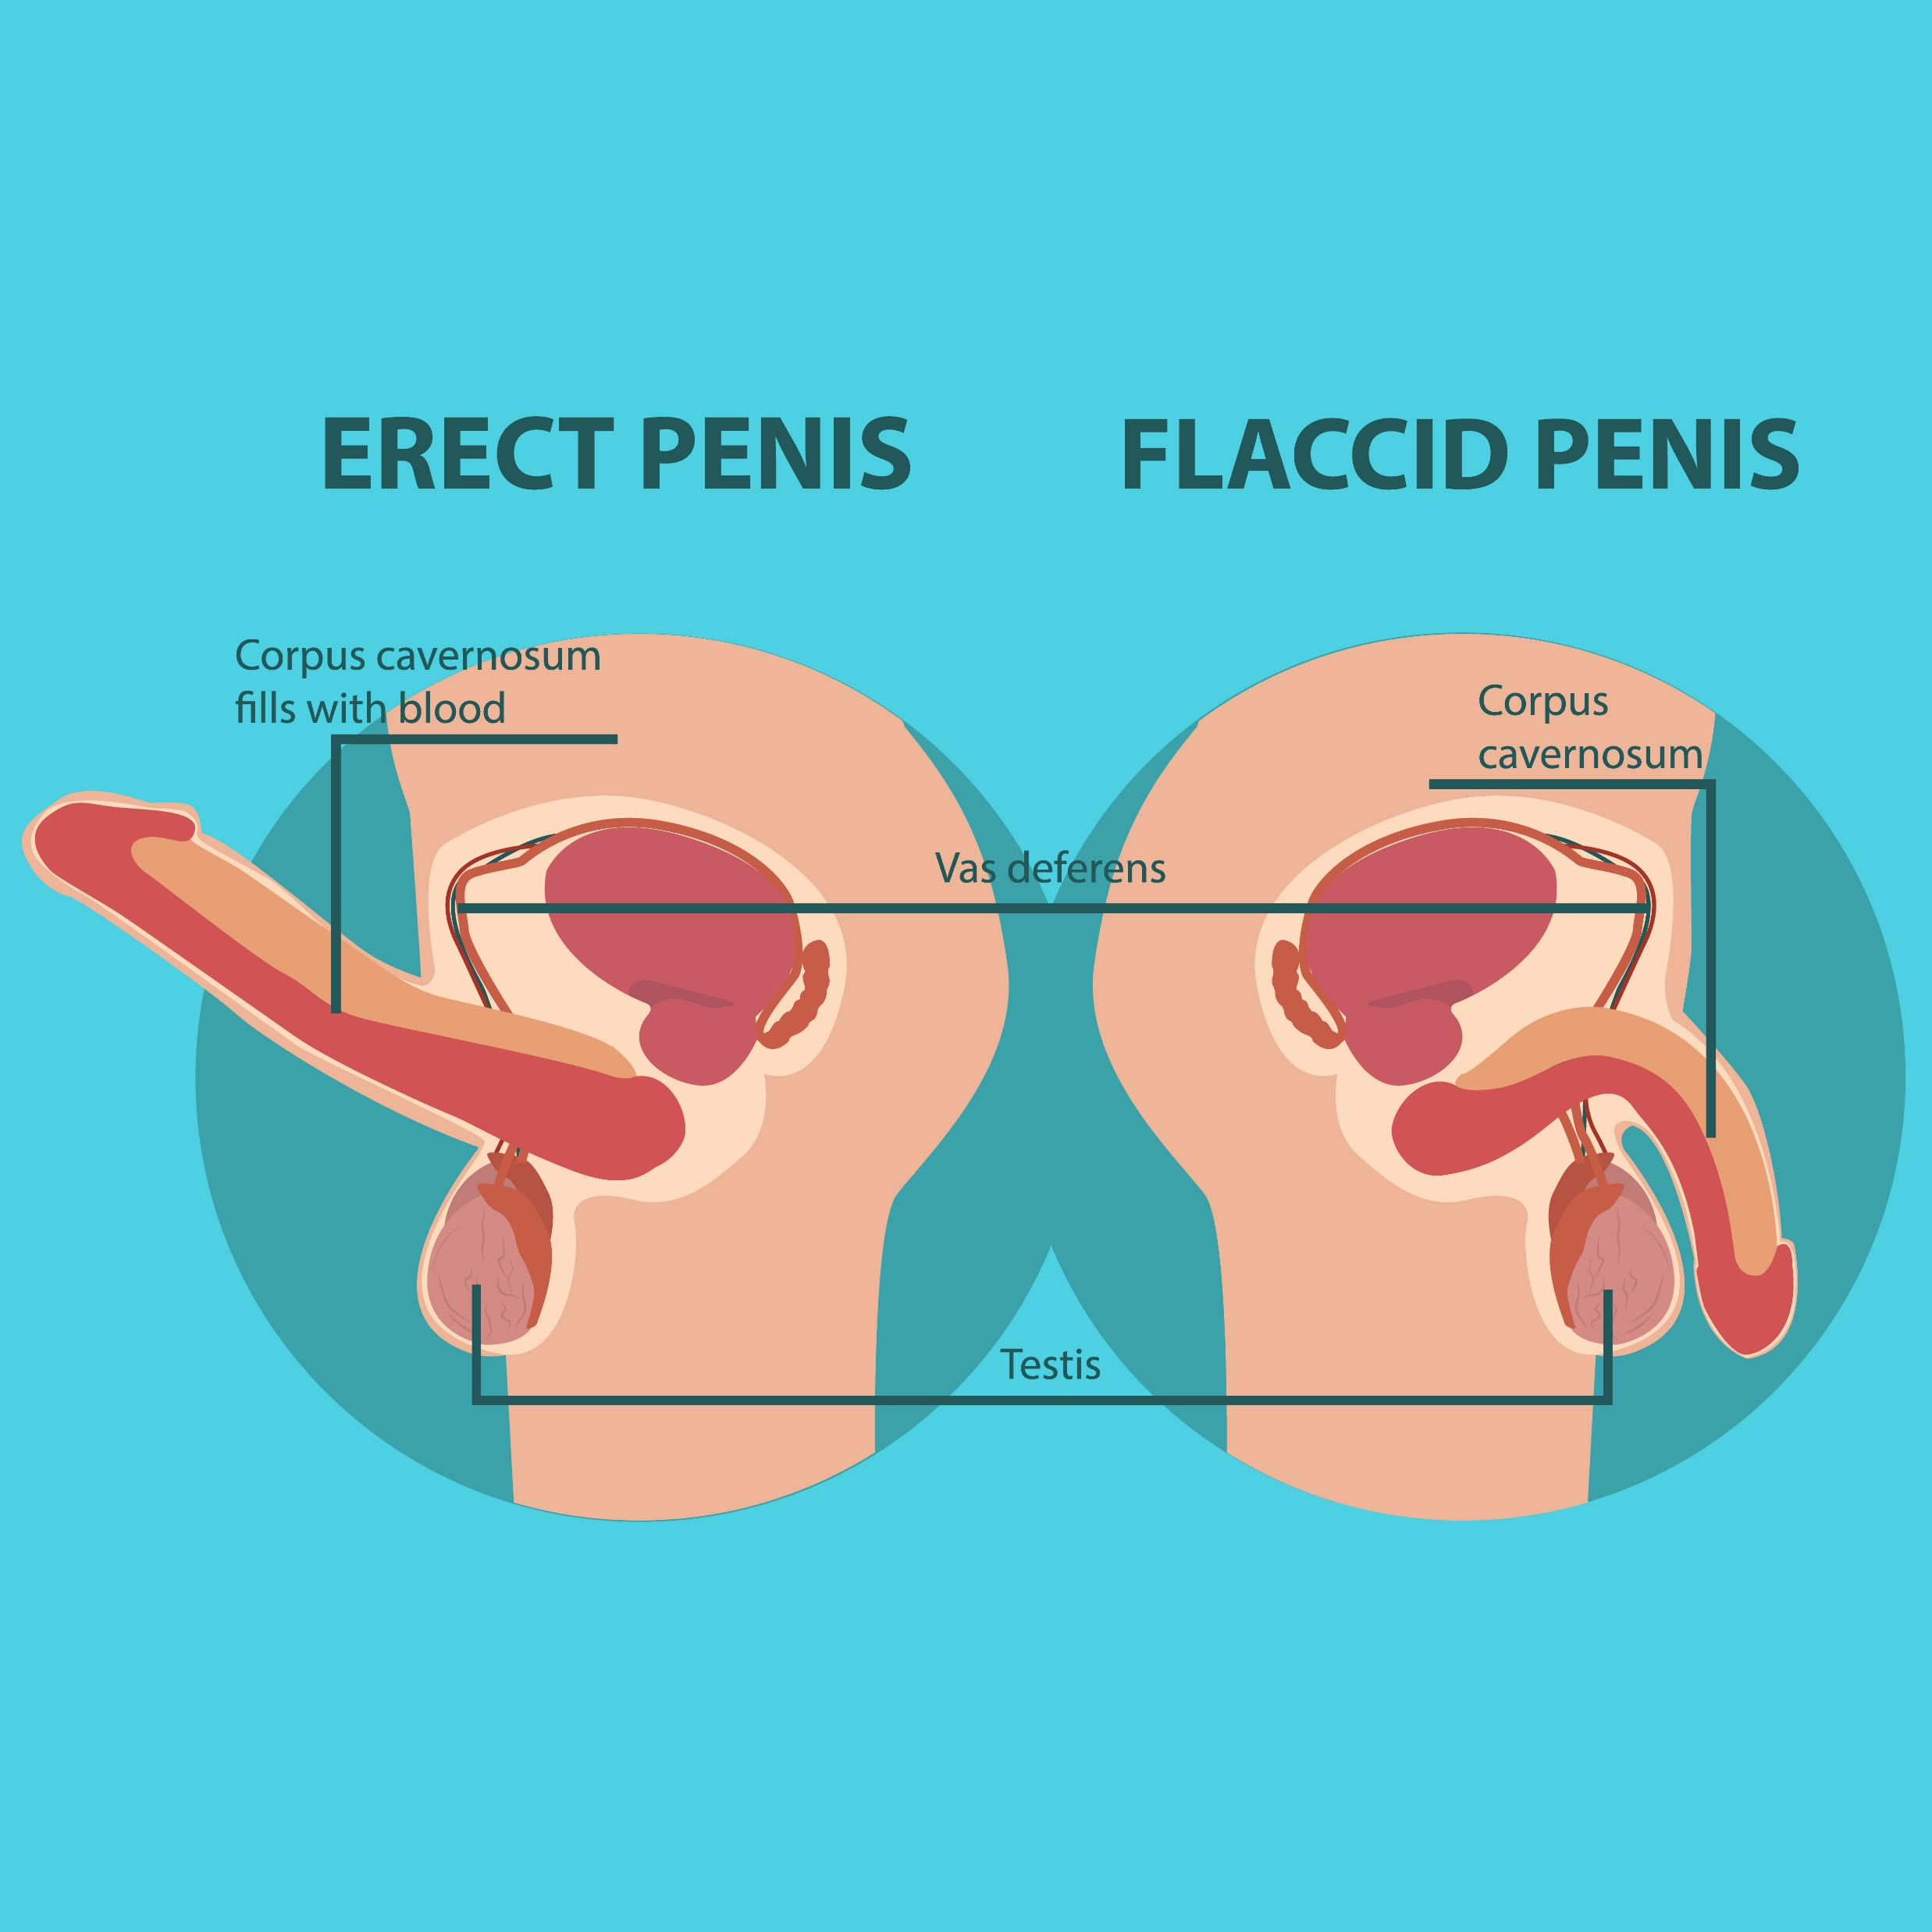 ERECT PENIS
FLACCID PENIS
Corpus cavernosum
fills with blood
Corpus
cavernosum
Vas deferens
Testis